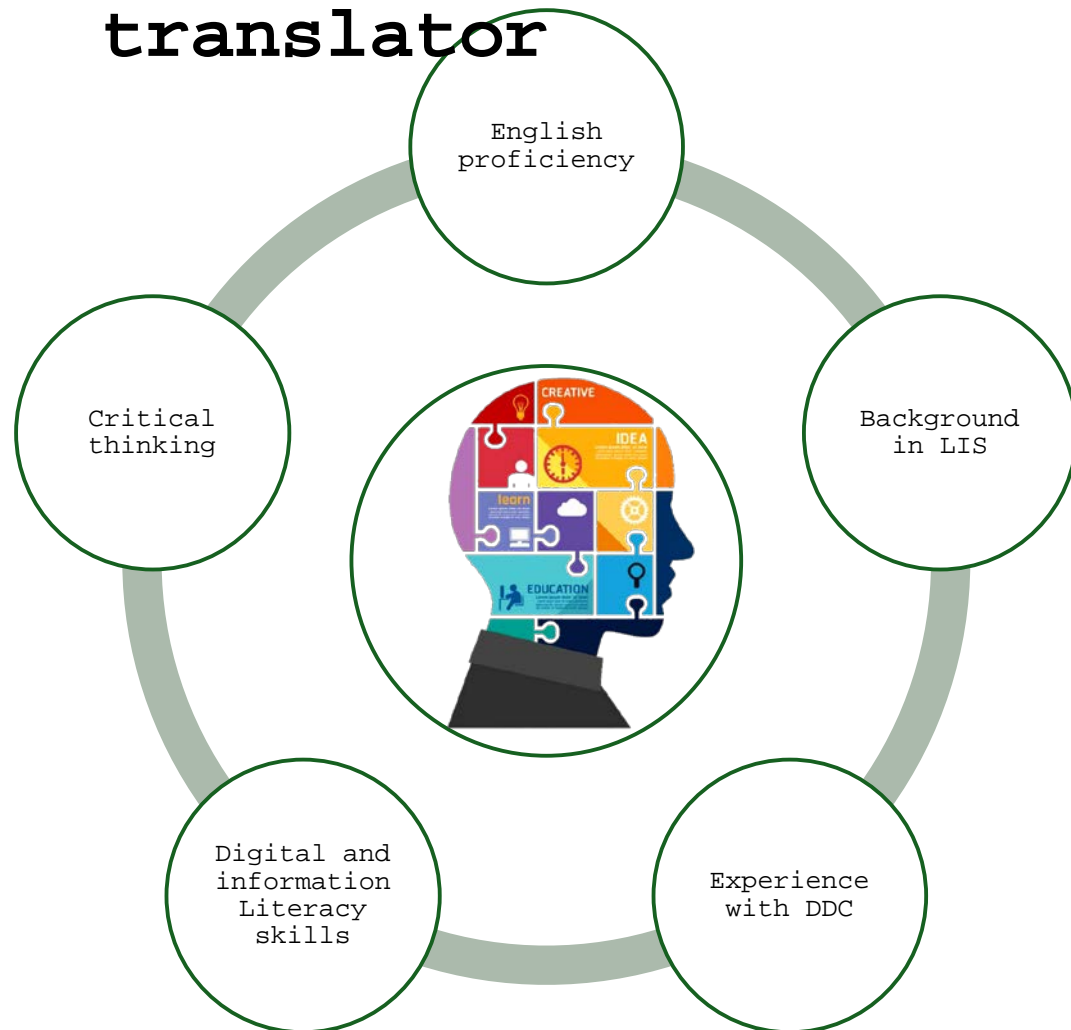 translator
English
proficiency
Critical
thinking
Background
in LIS
CREATIVE
IDEA
learn
EDUCATION
Digital and
information
Literacy
skills
Experience
with DDC